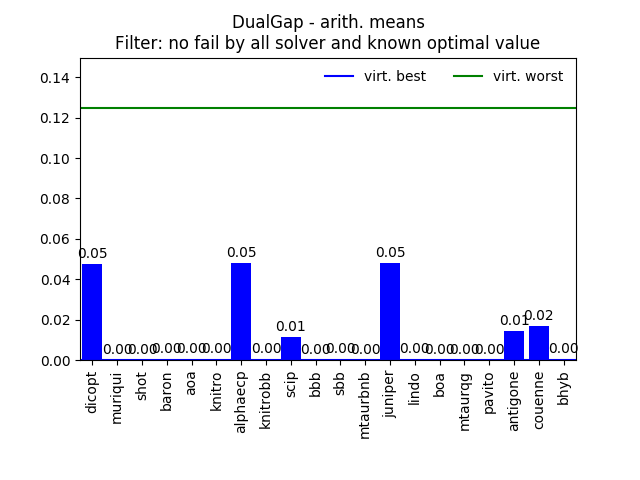 DualGap - arith. means
Filter: no fail by all solver and known optimal value
virt. best virt. worst
0.14
0.12
0.10
0.08
0.06
0.04
0.02
0.00
0.05 0.00 0.00 0.00 0.00 0.00 0.05 0.00 0.01 0.00 0.00 0.00 0.05 0.00 0.00 0.00 0.00 0.01 0.02 0.00
dicopt
muriqui
shot
baron
aoa
knitro
alphaecp
knitrobb
scip
bbb
sbb
mtaurbnb
juniper
lindo
boa
mtaurqg
pavito
antigone
couenne
bhyb